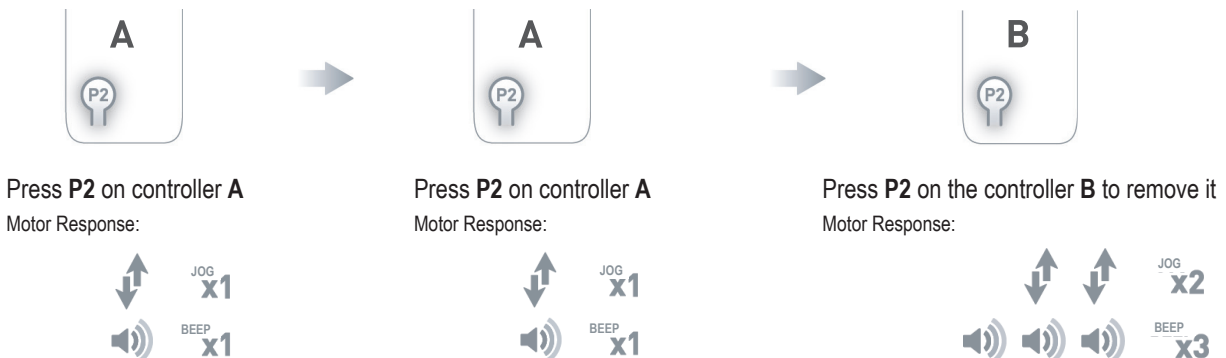 A
P2
A
P2
B
P2
Press P2 on controller A
Motor Response:
JOG
x1
BEEP
x1
Press P2 on controller A
Motor Response:
JOG
x1
BEEP
x1
Press P2 on the controller B to remove it
Motor Response:
JOG
x2
BEEP
x3